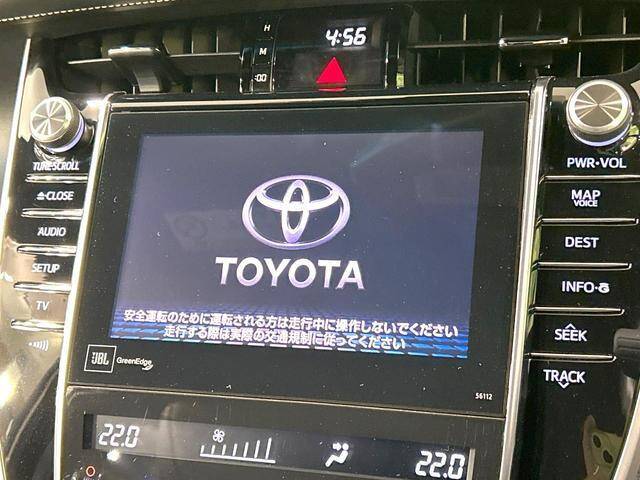 H
4:56
M
:00
TUNE•SCROLL
PWR•VOL
⏏CLOSE
MAP
VOICE
AUDIO
DEST
SETUP
INFO
TV
TOYOTA
安全運転のために運転される方は走行中に操作しないでください
走行する際は実際の交通規制に従ってください
SEEK
JBL
GreenEdge
TRACK
56112
22.0
22.0